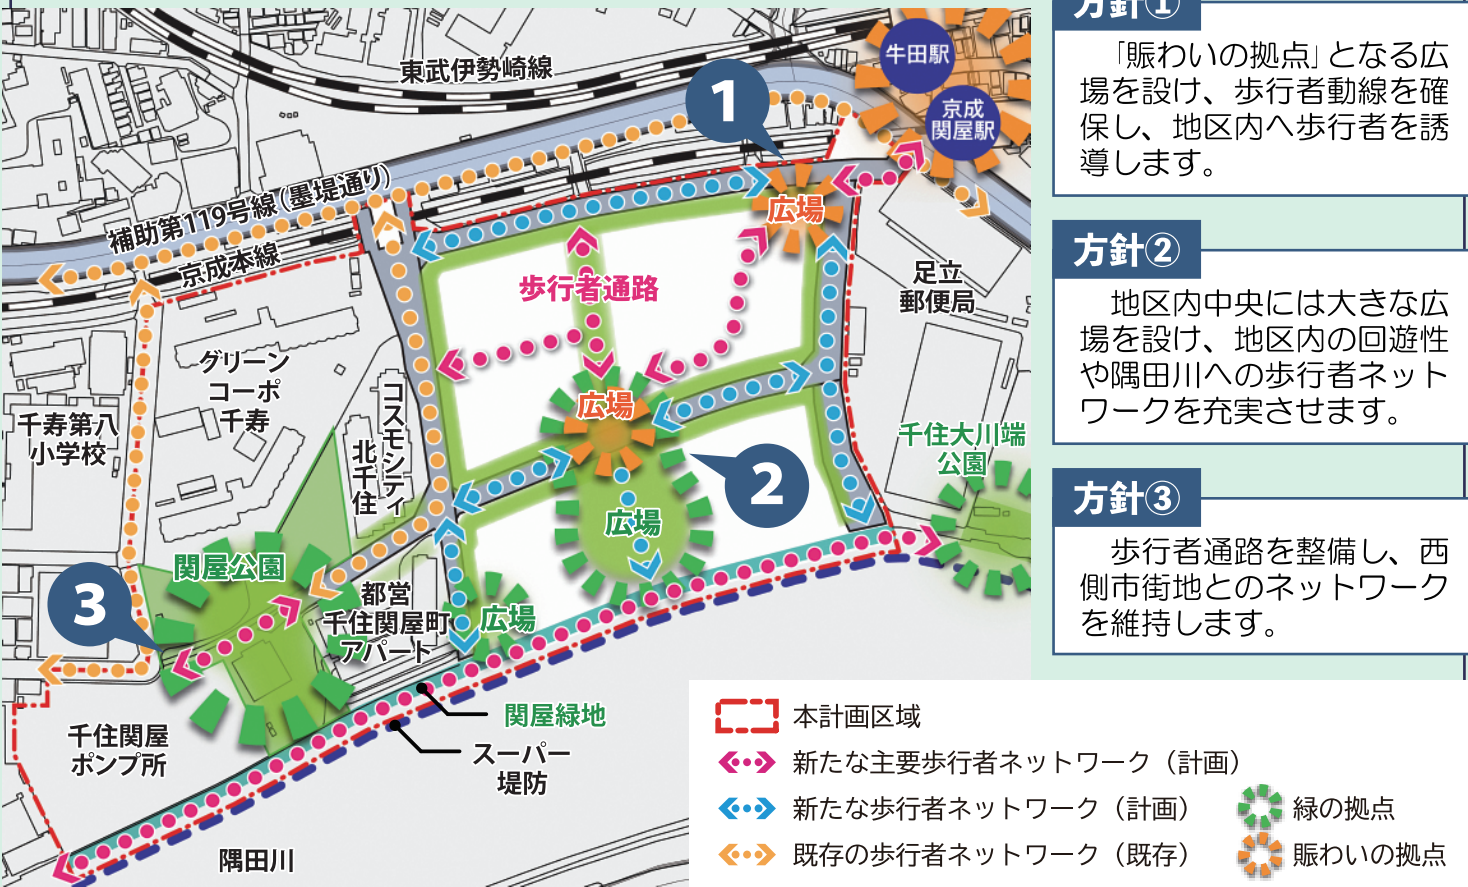 東武伊勢崎線
牛田駅
京成
関屋駅
1
補助第119号線（墨堤通り）
京成本線
広場
歩行者通路
足立
郵便局
グリーン
コーポ
千寿
コスモシティ
北千住
千寿第八
小学校
広場
千住大川端
公園
2
広場
関屋公園
3
都営
千住関屋町
アパート
広場
関屋緑地
スーパー
堤防
千住関屋
ポンプ所
隅田川
方針①
「賑わいの拠点」となる広
場を設け、歩行者動線を確
保し、地区内へ歩行者を誘
導します。
方針②
地区内中央には大きな広
場を設け、地区内の回遊性
や隅田川への歩行者ネット
ワークを充実させます。
方針③
歩行者通路を整備し、西
側市街地とのネットワーク
を維持します。
本計画区域
新たな主要歩行者ネットワーク（計画）
新たな歩行者ネットワーク（計画）
既存の歩行者ネットワーク（既存）
緑の拠点
賑わいの拠点